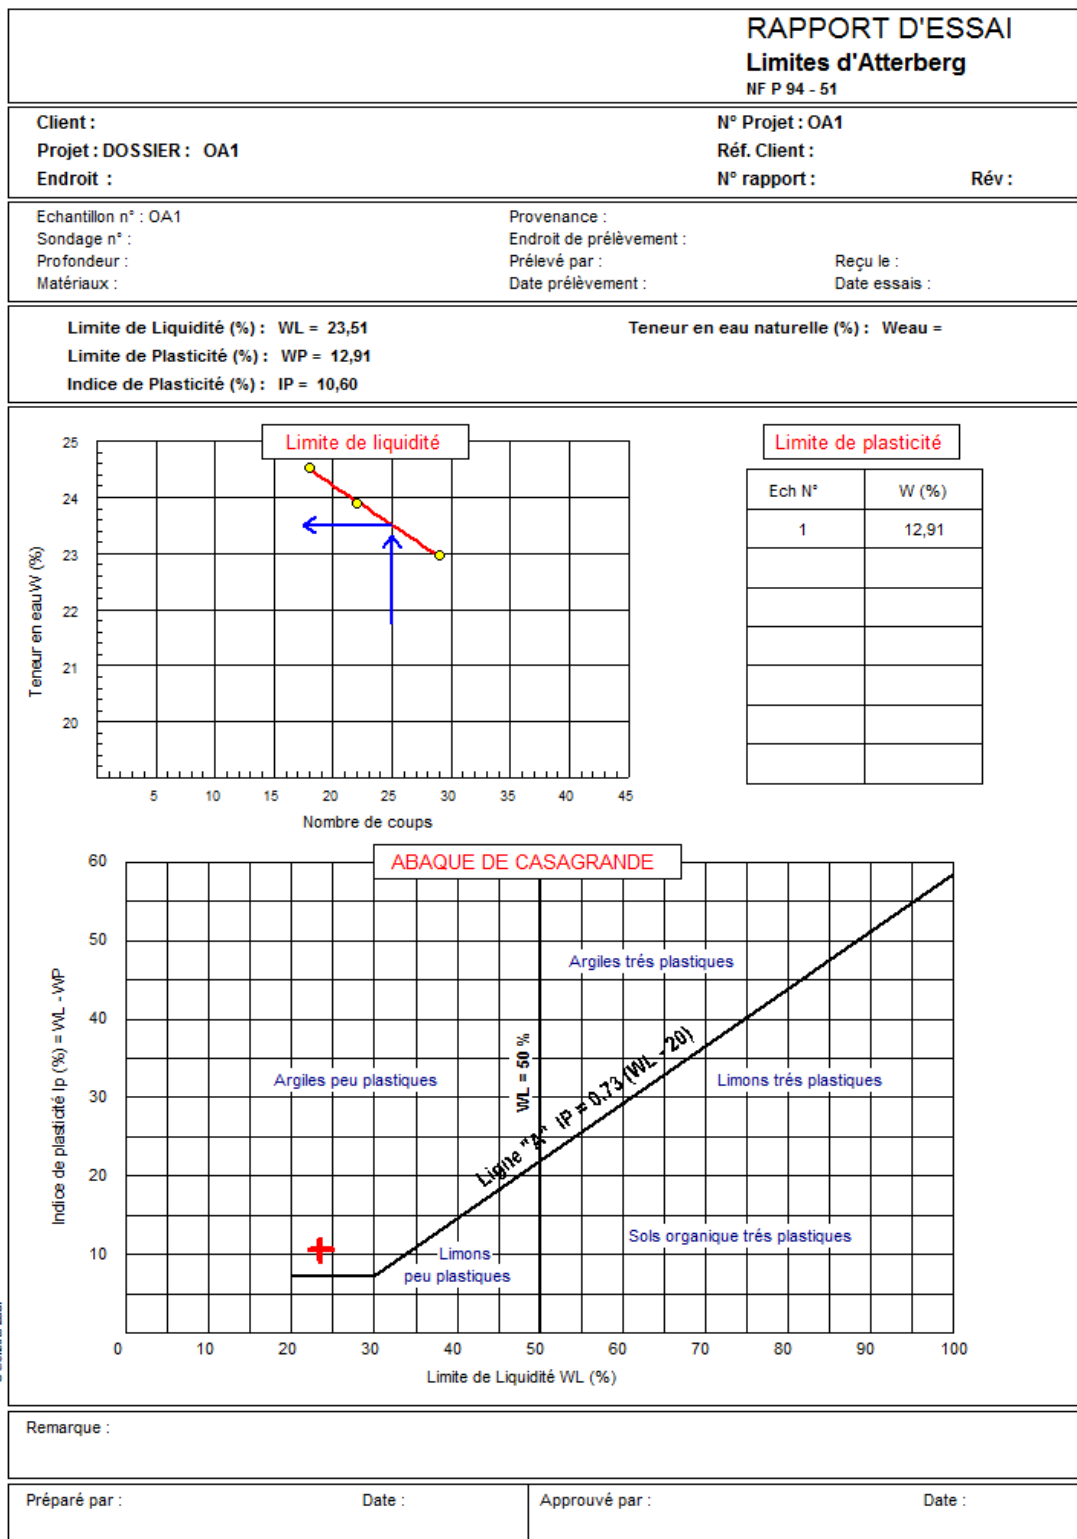 RAPPORT D'ESSAI
Limites d'Atterberg
NF P 94 - 51
Client :
N° Projet : OA1
Projet : DOSSIER : OA1
Réf. Client :
Endroit :
N° rapport :
Rév :
Echantillon n° : OA1
Provenance :
Sondage n° :
Endroit de prélèvement :
Profondeur :
Prélevé par :
Reçu le :
Matériaux :
Date prélèvement :
Date essais :
Limite de Liquidité (%) : WL = 23,51
Teneur en eau naturelle (%) : Weau =
Limite de Plasticité (%) : WP = 12,91
Indice de Plasticité (%) : IP = 10,60
Limite de liquidité
25
24
23
22
21
20
Teneur en eau W (%)
5 10 15 20 25 30 35 40 45
Nombre de coups
Limite de plasticité
Ech N° W (%)
1 12,91
ABAQUE DE CASAGRANDE
60
50
40
30
20
10
Indice de plasticité Ip (%) = WL - WP
Argiles trés plastiques
WL = 50 %
Ligne "A" IP = 0.73 (WL - 20)
Argiles peu plastiques
Limons trés plastiques
Sols organique trés plastiques
Limons
peu plastiques
0 10 20 30 40 50 60 70 80 90 100
Limite de Liquidité WL (%)
Remarque :
Préparé par :
Date :
Approuvé par :
Date :